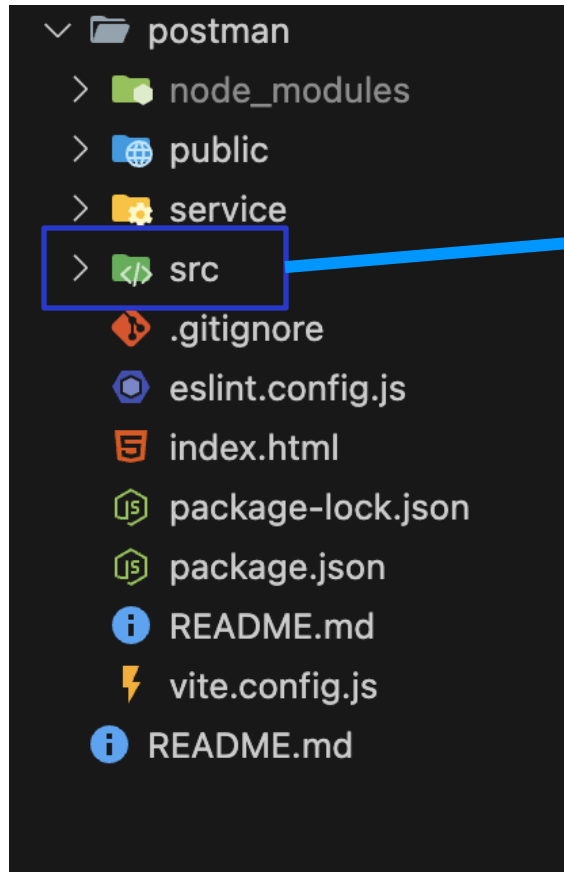 postman
node_modules
public
service
src
.gitignore
eslint.config.js
index.html
package-lock.json
package.json
README.md
vite.config.js
README.md